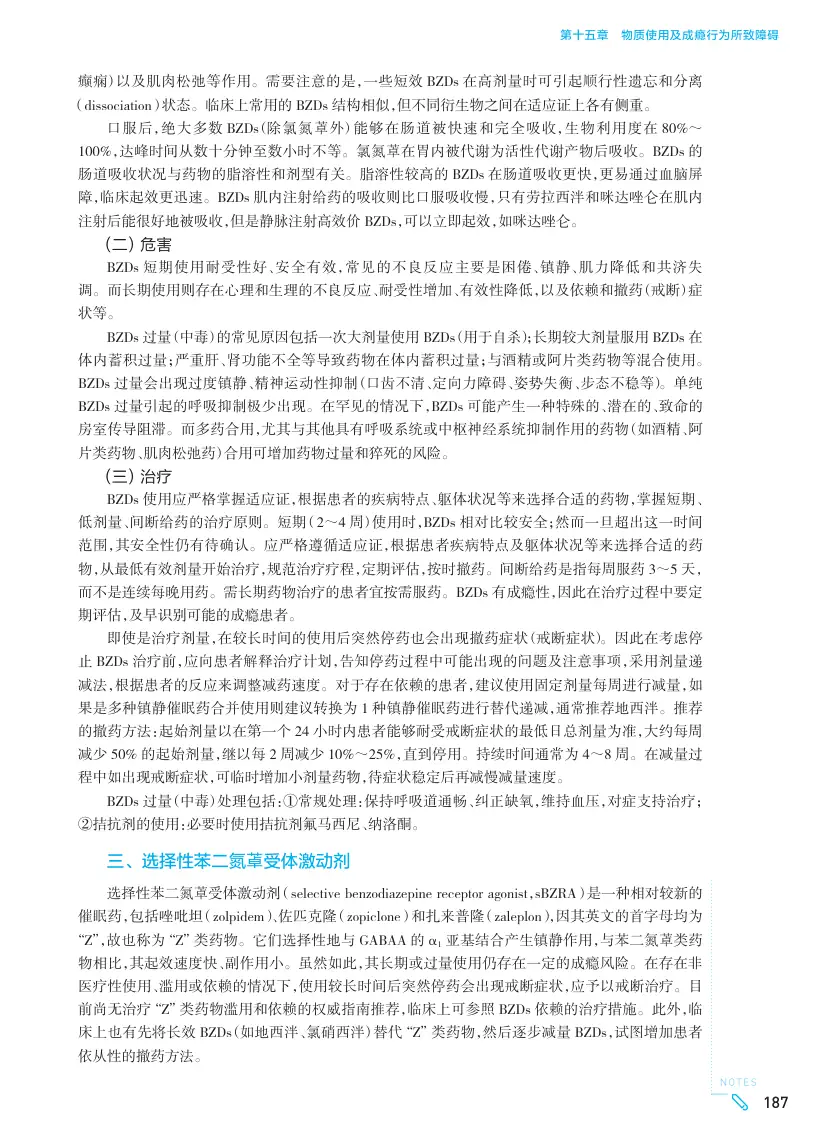 第十五章　物质使用及成瘾行为所致障碍
癫痫）以及肌肉松弛等作用。需要注意的是，一些短效 BZDs 在高剂量时可引起顺行性遗忘和分离
（dissociation）状态。临床上常用的 BZDs 结构相似，但不同衍生物之间在适应证上各有侧重。
口服后，绝大多数 BZDs（除氯氮䓬外）能够在肠道被快速和完全吸收，生物利用度在 80%～
100%，达峰时间从数十分钟至数小时不等。氯氮䓬在胃内被代谢为活性代谢产物后吸收。BZDs 的
肠道吸收状况与药物的脂溶性和剂型有关。脂溶性较高的 BZDs 在肠道吸收更快，更易通过血脑屏
障，临床起效更迅速。BZDs 肌内注射给药的吸收则比口服吸收慢，只有劳拉西泮和咪达唑仑在肌内
注射后能很好地被吸收，但是静脉注射高效价 BZDs，可以立即起效，如咪达唑仑。
（二）危害
BZDs 短期使用耐受性好、安全有效，常见的不良反应主要是困倦、镇静、肌力降低和共济失
调。而长期使用则存在心理和生理的不良反应、耐受性增加、有效性降低，以及依赖和撤药（戒断）症
状等。
BZDs 过量（中毒）的常见原因包括一次大剂量使用 BZDs（用于自杀）；长期较大剂量服用 BZDs 在
体内蓄积过量；严重肝、肾功能不全等导致药物在体内蓄积过量；与酒精或阿片类药物等混合使用。
BZDs 过量会出现过度镇静、精神运动性抑制（口齿不清、定向力障碍、姿势失衡、步态不稳等）。单纯
BZDs 过量引起的呼吸抑制极少出现。在罕见的情况下，BZDs 可能产生一种特殊的、潜在的、致命的
房室传导阻滞。而多药合用，尤其与其他具有呼吸系统或中枢神经系统抑制作用的药物（如酒精、阿
片类药物、肌肉松弛药）合用可增加药物过量和猝死的风险。
（三）治疗
BZDs 使用应严格掌握适应证，根据患者的疾病特点、躯体状况等来选择合适的药物，掌握短期、
低剂量、间断给药的治疗原则。短期（2～4 周）使用时，BZDs 相对比较安全；然而一旦超出这一时间
范围，其安全性仍有待确认。应严格遵循适应证，根据患者疾病特点及躯体状况等来选择合适的药
物，从最低有效剂量开始治疗，规范治疗疗程，定期评估，按时撤药。间断给药是指每周服药 3～5 天，
而不是连续每晚用药。需长期药物治疗的患者宜按需服药。BZDs 有成瘾性，因此在治疗过程中要定
期评估，及早识别可能的成瘾患者。
即使是治疗剂量，在较长时间的使用后突然停药也会出现撤药症状（戒断症状）。因此在考虑停
止 BZDs 治疗前，应向患者解释治疗计划，告知停药过程中可能出现的问题及注意事项，采用剂量递
减法，根据患者的反应来调整减药速度。对于存在依赖的患者，建议使用固定剂量每周进行减量，如
果是多种镇静催眠药合并使用则建议转换为 1 种镇静催眠药进行替代递减，通常推荐地西泮。推荐
的撤药方法：起始剂量以在第一个 24 小时内患者能够耐受戒断症状的最低日总剂量为准，大约每周
减少 50% 的起始剂量，继以每 2 周减少 10%～25%，直到停用。持续时间通常为 4～8 周。在减量过
程中如出现戒断症状，可临时增加小剂量药物，待症状稳定后再减慢减量速度。
BZDs 过量（中毒）处理包括：①常规处理：保持呼吸道通畅、纠正缺氧，维持血压，对症支持治疗；
②拮抗剂的使用：必要时使用拮抗剂氟马西尼、纳洛酮。
三、选择性苯二氮䓬受体激动剂
选择性苯二氮䓬受体激动剂（selective benzodiazepine receptor agonist，sBZRA）是一种相对较新的
催眠药，包括唑吡坦（zolpidem）、佐匹克隆（zopiclone）和扎来普隆（zaleplon），因其英文的首字母均为
“Z”，故也称为 “Z” 类药物。它们选择性地与 GABAA 的 α₁ 亚基结合产生镇静作用，与苯二氮䓬类药
物相比，其起效速度快、副作用小。虽然如此，其长期或过量使用仍存在一定的成瘾风险。在存在非
医疗性使用、滥用或依赖的情况下，使用较长时间后突然停药会出现戒断症状，应予以戒断治疗。目
前尚无治疗 “Z” 类药物滥用和依赖的权威指南推荐，临床上可参照 BZDs 依赖的治疗措施。此外，临
床上也有先将长效 BZDs（如地西泮、氯硝西泮）替代 “Z” 类药物，然后逐步减量 BZDs，试图增加患者
依从性的撤药方法。
NOTES
187